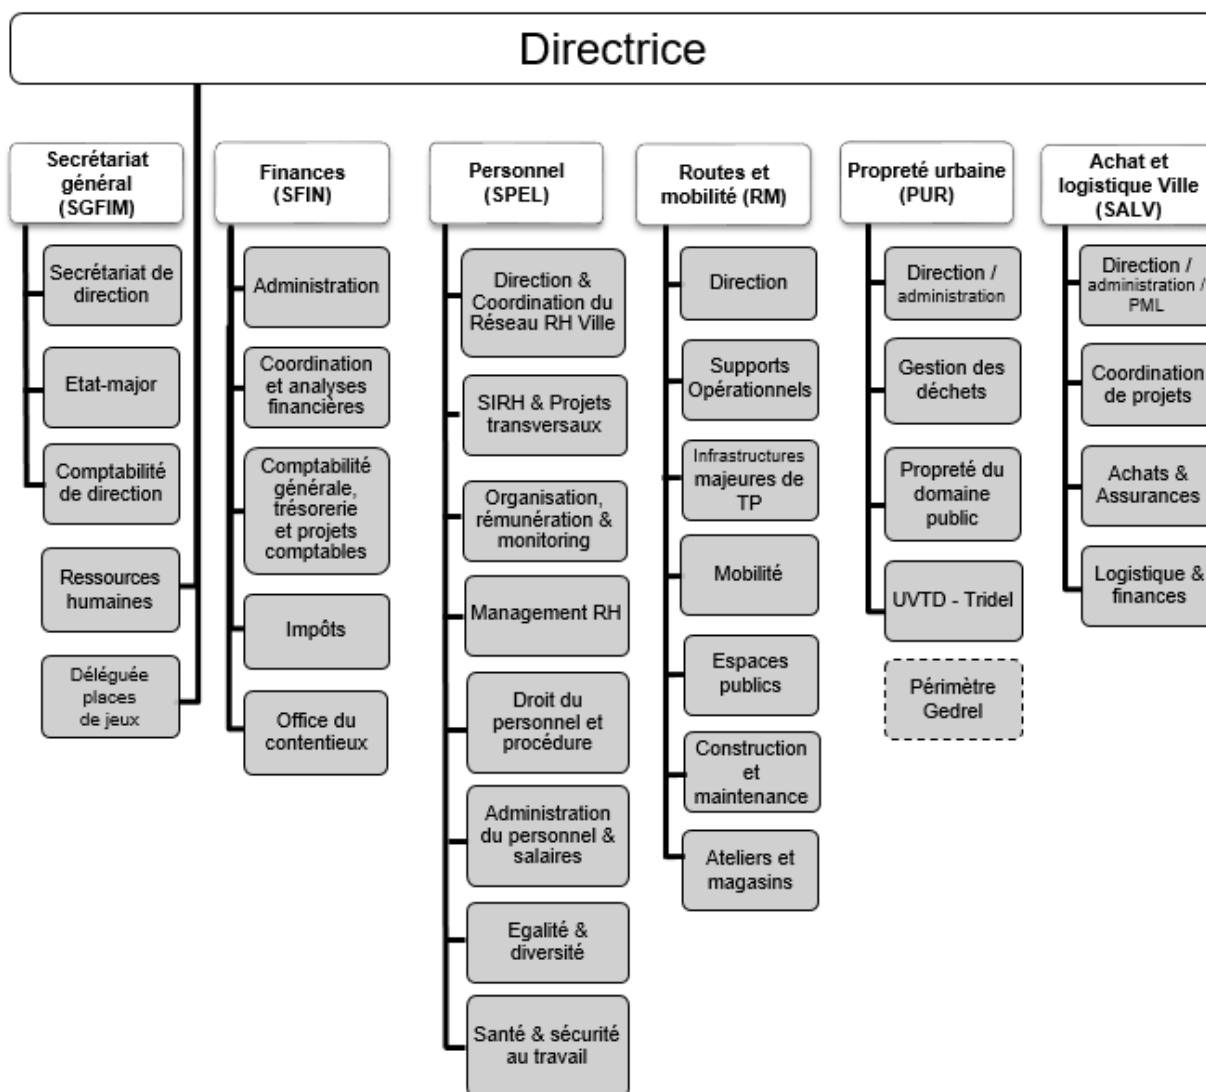 Directrice
Secrétariat
général
(SGFIM)
Secrétariat de
direction
Etat-major
Comptabilité
de direction
Ressources
humaines
Déléguée
places
de jeux
Finances
(SFIN)
Administration
Coordination
et analyses
financières
Comptabilité
générale,
trésorerie
et projets
comptables
Impôts
Office du
contentieux
Personnel
(SPEL)
Direction &
Coordination du
Réseau RH Ville
SIRH & Projets
transversaux
Organisation,
rémunération &
monitoring
Management RH
Droit du
personnel et
procédure
Administration
du personnel &
salaires
Egalité &
diversité
Santé & sécurité
au travail
Routes et
mobilité (RM)
Direction
Supports
Opérationnels
Infrastructures
majeures de
TP
Mobilité
Espaces
publics
Construction
et
maintenance
Ateliers et
magasins
Propreté urbaine
(PUR)
Direction /
administration
Gestion des
déchets
Propreté du
domaine
public
UVTD - Tridel
Périmètre
Gedrel
Achat et
logistique Ville
(SALV)
Direction /
administration /
PML
Coordination
de projets
Achats &
Assurances
Logistique &
finances